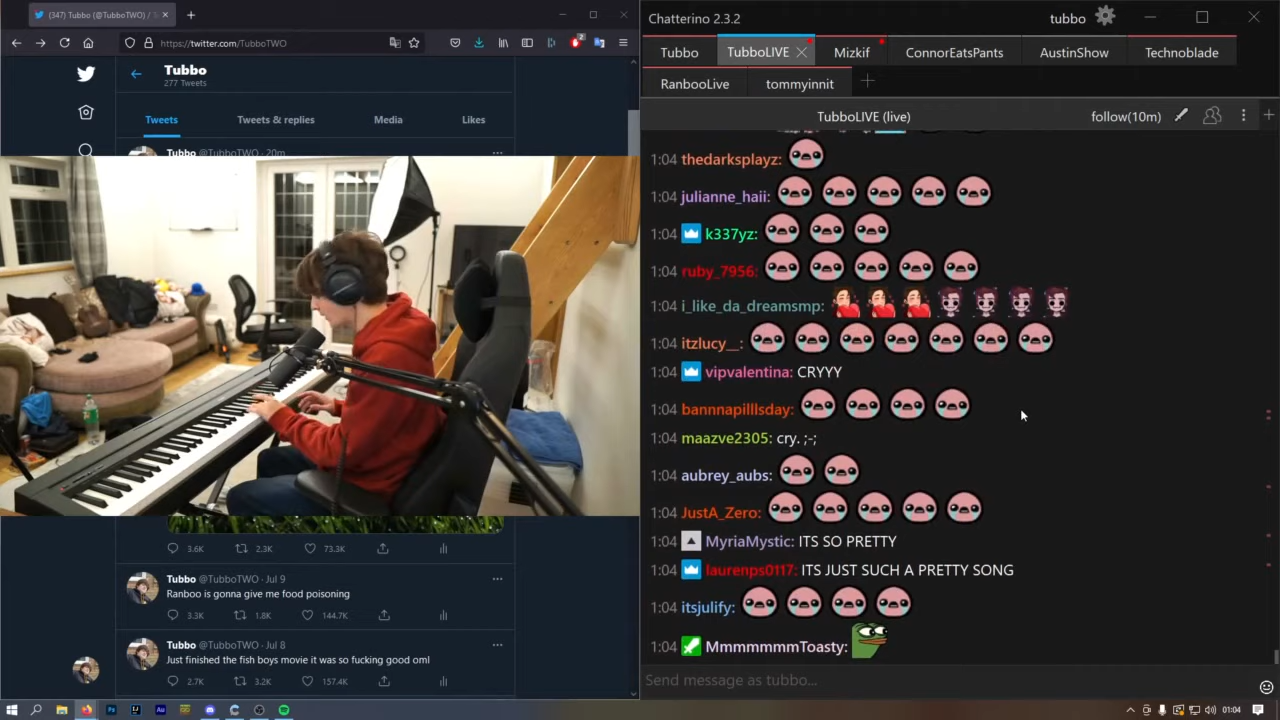 (347) Tubbo (@TubboTWO) / T
https://twitter.com/TubboTWO
2
Tubbo
277 Tweets
Tweets
Tweets & replies
Media
Likes
Tubbo @TubboTWO · 20m
3.6K
2.3K
73.3K
Tubbo @TubboTWO · Jul 9
Ranboo is gonna give me food poisoning
3.3K
1.8K
144.7K
Tubbo @TubboTWO · Jul 8
Just finished the fish boys movie it was so fucking good oml
2.7K
3.2K
157.4K
Chatterino 2.3.2
tubbo
Tubbo
TubboLIVE
Mizkif
ConnorEatsPants
AustinShow
Technoblade
RanbooLive
tommyinnit
TubboLIVE (live)
follow(10m)
1:04 thedarksplayz:
1:04 julianne_haii:
1:04 k337yz:
1:04 ruby_7956:
1:04 i_like_da_dreamsmp:
1:04 itzlucy__:
1:04 vipvalentina: CRYYY
1:04 bannnapilllsday:
1:04 maazve2305: cry. ;-;
1:04 aubrey_aubs:
1:04 JustA_Zero:
1:04 MyriaMystic: ITS SO PRETTY
1:04 laurenps0117: ITS JUST SUCH A PRETTY SONG
1:04 itsjulify:
1:04 MmmmmmmToasty:
Send message as tubbo...
Ps
Au
01:04